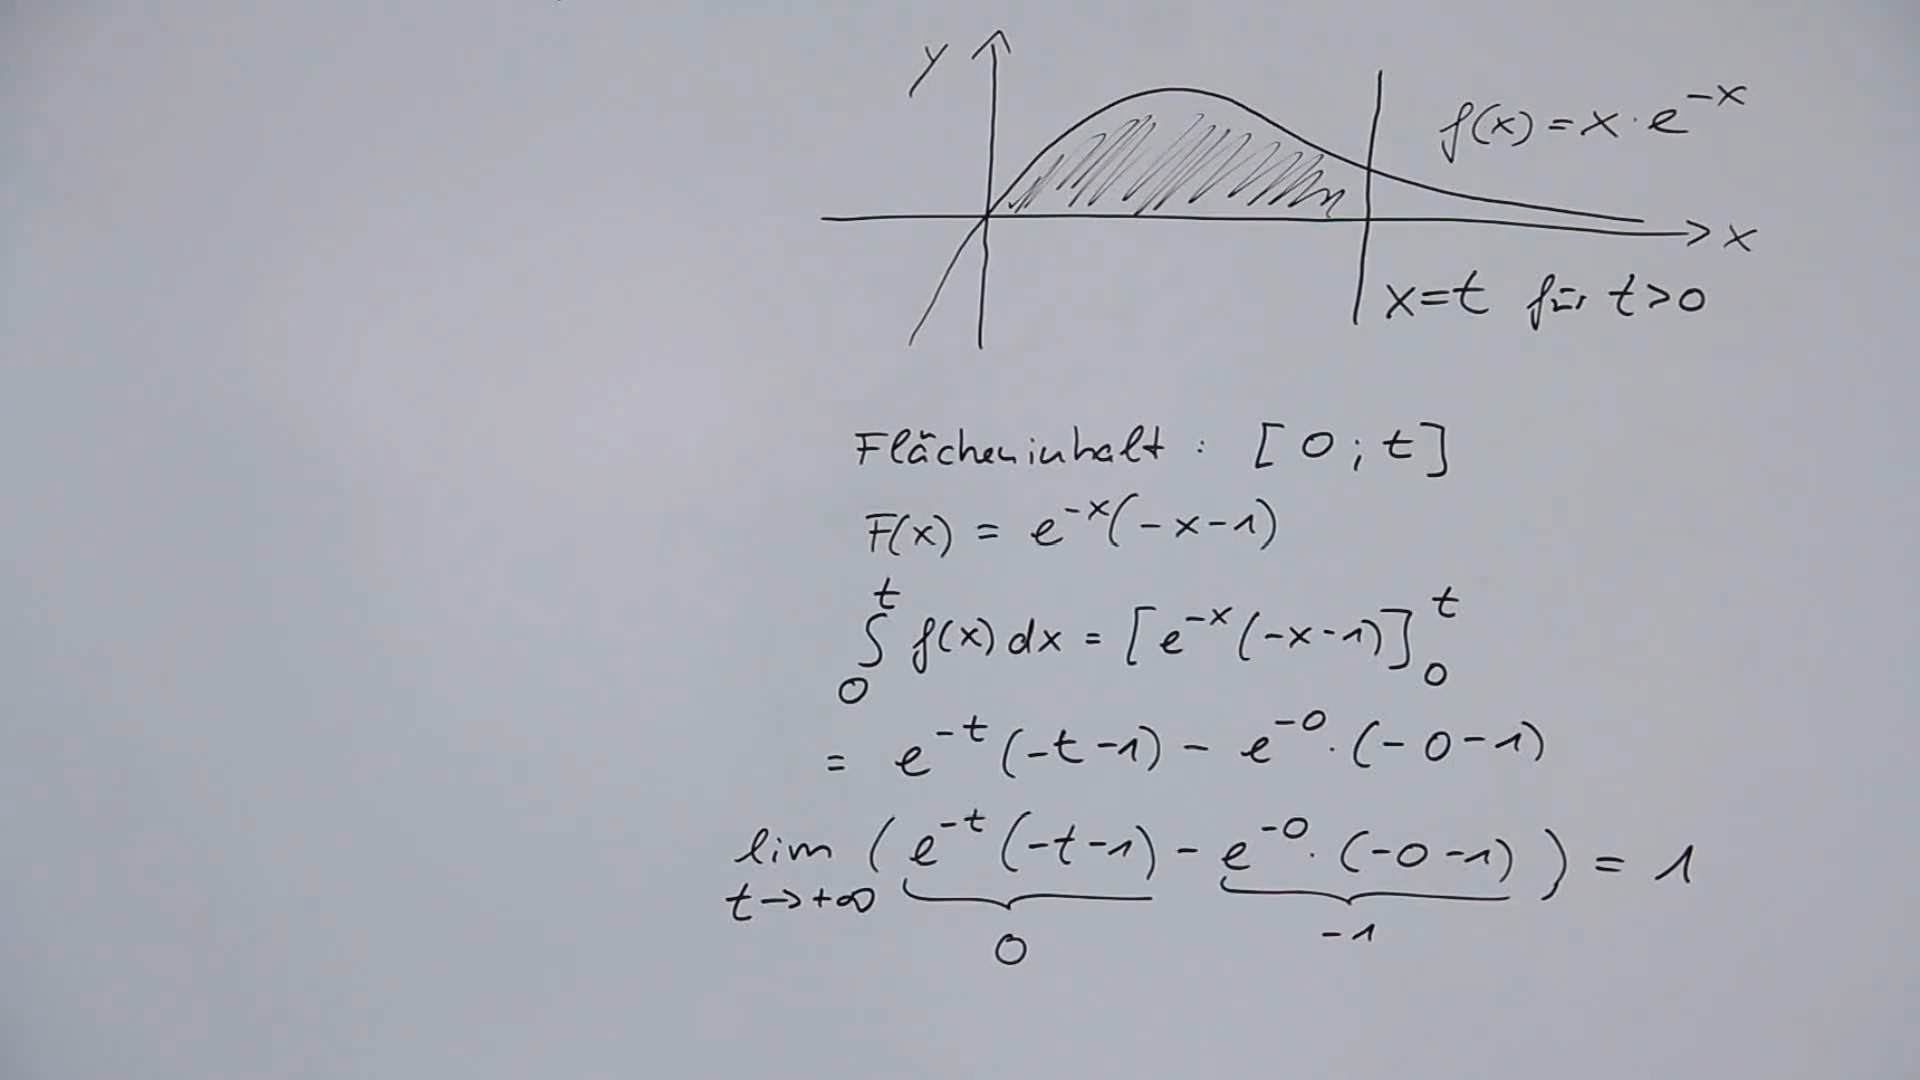 y
f(x) = x · e^{-x}
x
x = t für t > 0
Flächeninhalt : [ 0 ; t ]
F(x) = e^{-x}(-x-1)
∫_0^t f(x) dx = [e^{-x}(-x-1)]_0^t
= e^{-t}(-t-1) - e^{-0} · (-0-1)
lim_{t→+∞} (e^{-t}(-t-1) - e^{-0} · (-0-1)) = 1
0 -1